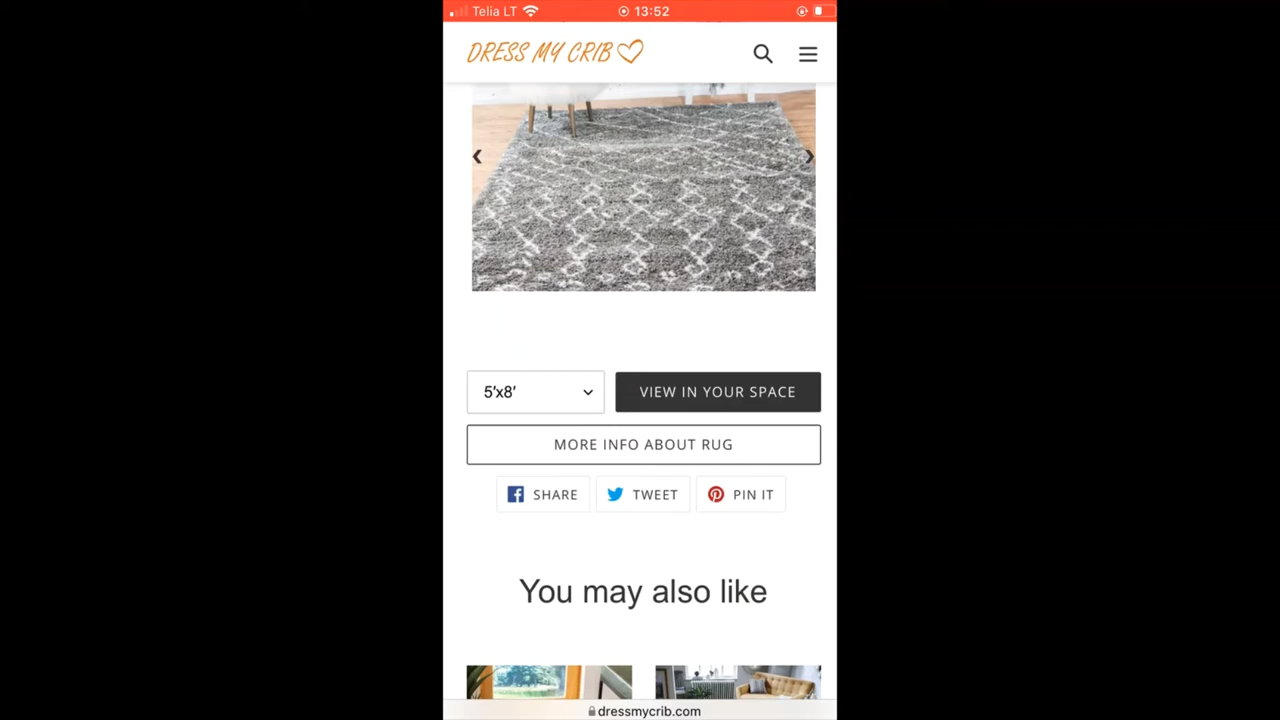 Telia LT 13:52
DRESS MY CRIB
5'x8' VIEW IN YOUR SPACE
MORE INFO ABOUT RUG
SHARE TWEET PIN IT
You may also like
dressmycrib.com